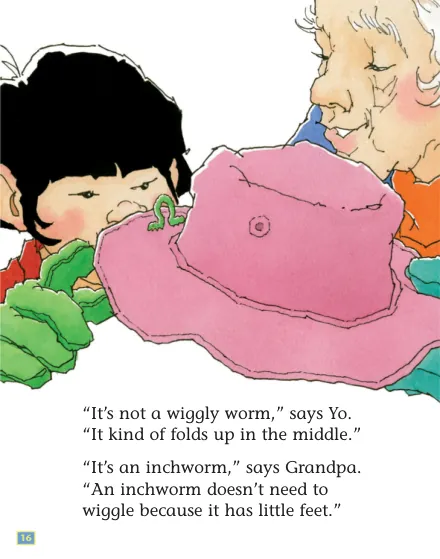 “It’s not a wiggly worm,” says Yo.
“It kind of folds up in the middle.”
“It’s an inchworm,” says Grandpa.
“An inchworm doesn’t need to
wiggle because it has little feet.”
16